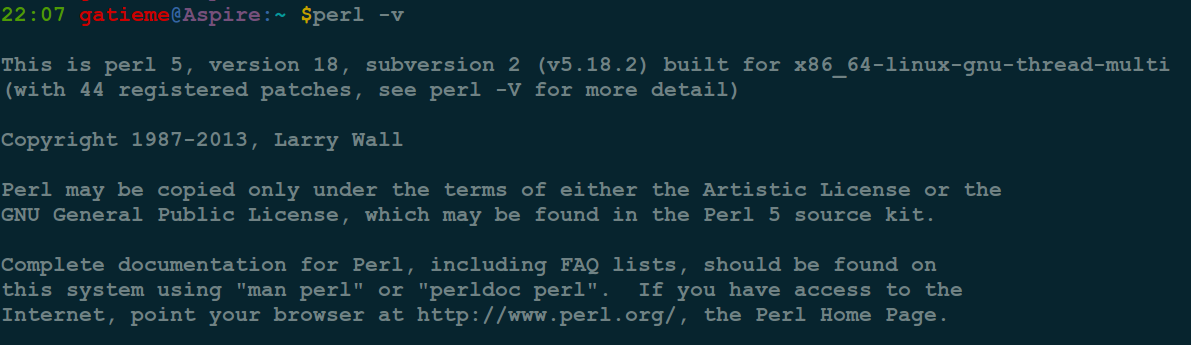 22:07 gatieme@Aspire:~ $perl -v
This is perl 5, version 18, subversion 2 (v5.18.2) built for x86_64-linux-gnu-thread-multi
(with 44 registered patches, see perl -V for more detail)
Copyright 1987-2013, Larry Wall
Perl may be copied only under the terms of either the Artistic License or the
GNU General Public License, which may be found in the Perl 5 source kit.
Complete documentation for Perl, including FAQ lists, should be found on
this system using "man perl" or "perldoc perl".  If you have access to the
Internet, point your browser at http://www.perl.org/, the Perl Home Page.